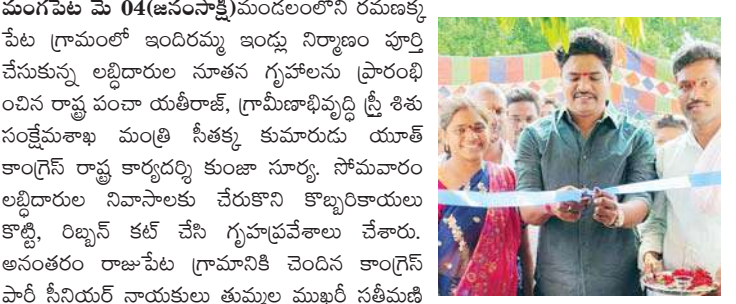 మంగపేట మే 04(జనంసాక్షి)మండలంలోని రమణక్క
పేట గ్రామంలో ఇందిరమ్మ ఇండ్లు నిర్మాణం పూర్తి
చేసుకున్న లబ్ధిదారుల నూతన గృహాలను ప్రారంభి
ంచిన రాష్ట్ర పంచా యతీరాజ్, గ్రామీణాభివృద్ధి స్త్రీ శిశు
సంక్షేమశాఖ మంత్రి సీతక్క కుమారుడు యూత్
కాంగ్రెస్ రాష్ట్ర కార్యదర్శి కుంజా సూర్య. సోమవారం
లబ్ధిదారుల నివాసాలకు చేరుకొని కొబ్బరికాయలు
కొట్టి, రిబ్బన్ కట్ చేసి గృహప్రవేశాలు చేశారు.
అనంతరం రాజుపేట గ్రామానికి చెందిన కాంగ్రెస్
పార్టీ సీనియర్ నాయకులు తుమ్మల ముఖర్జీ సతీమణి